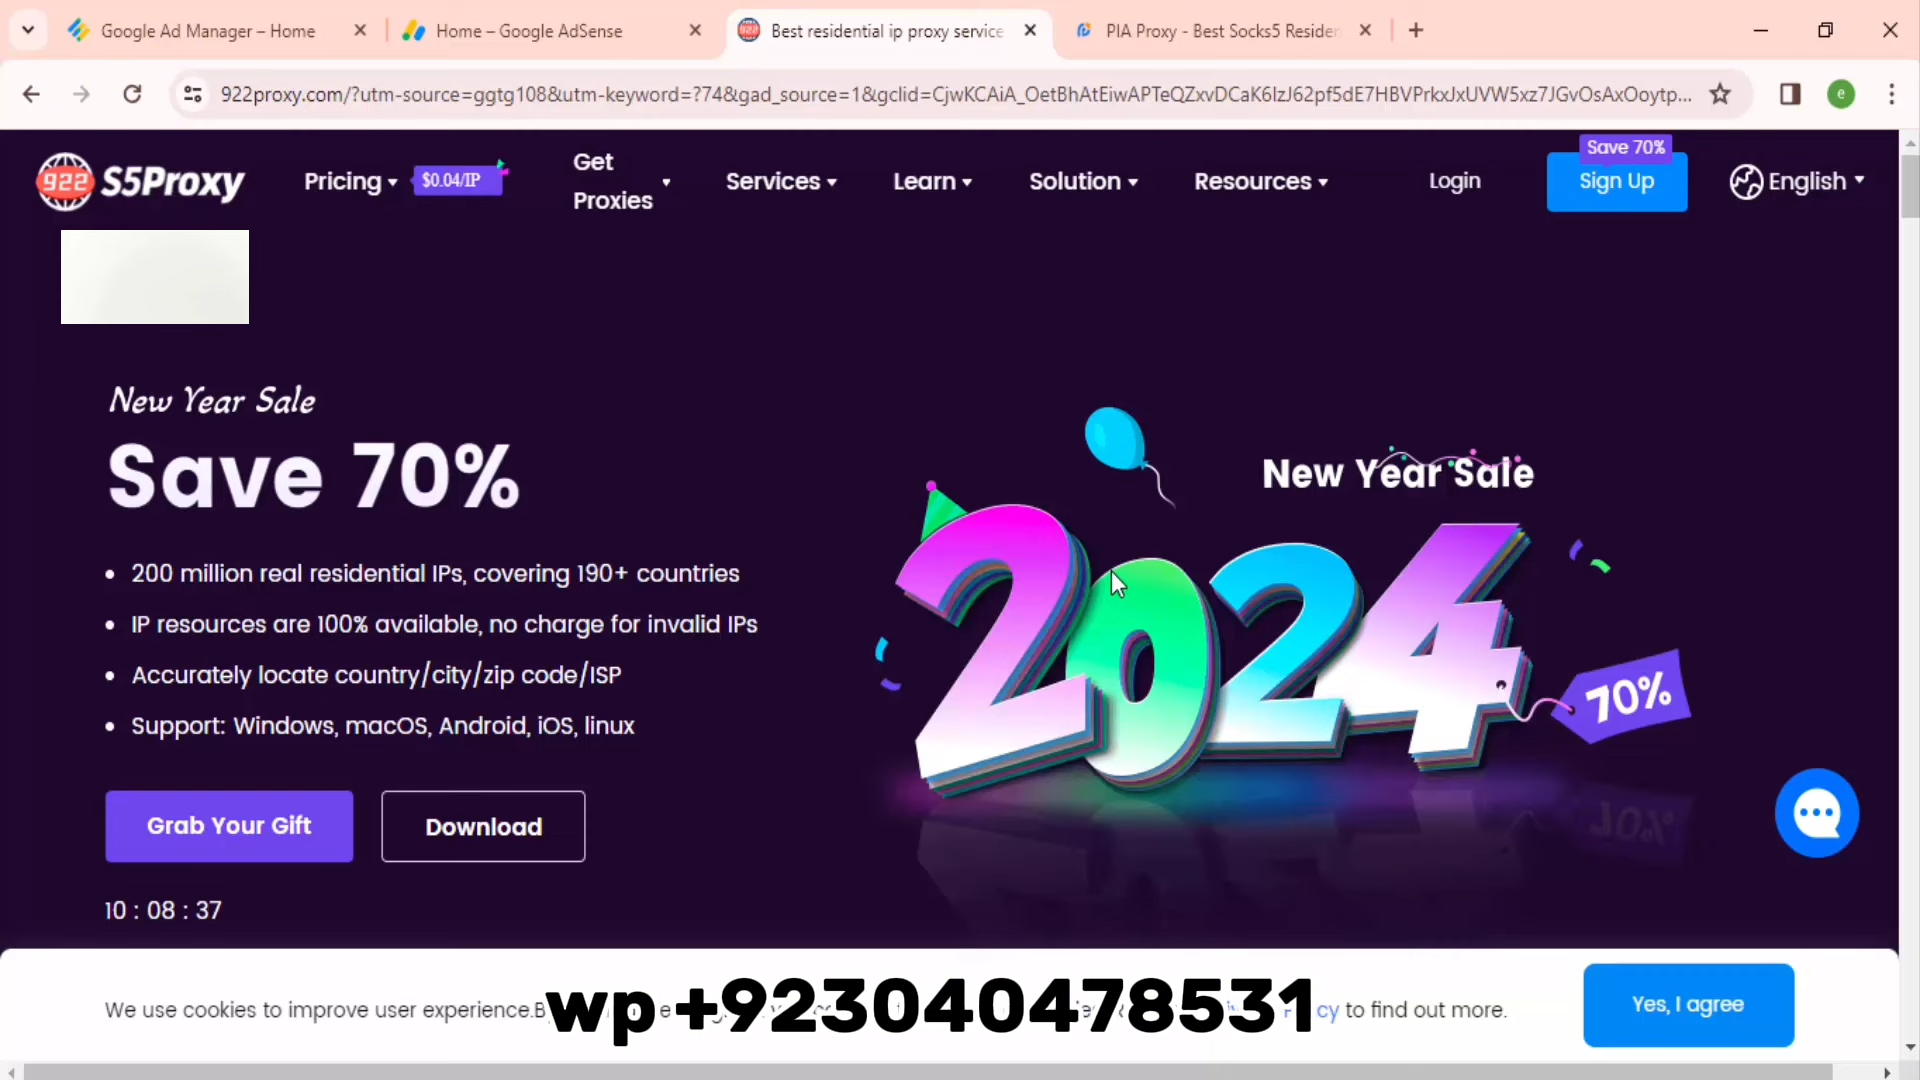 Google Ad Manager – Home
Home – Google AdSense
Best residential ip proxy service
PIA Proxy - Best Socks5 Resider
922proxy.com/?utm-source=ggtg108&utm-keyword=?74&gad_source=1&gclid=CjwKCAiA_OetBhAtEiwAPTeQZxvDCaK6IzJ62pf5dE7HBVPrkxJxUVW5xz7JGvOsAxOoytp...
e
922 S5Proxy
Pricing
$0.04/IP
Get
Proxies
Services
Learn
Solution
Resources
Login
Save 70%
Sign Up
English
New Year Sale
Save 70%
• 200 million real residential IPs, covering 190+ countries
• IP resources are 100% available, no charge for invalid IPs
• Accurately locate country/city/zip code/ISP
• Support: Windows, macOS, Android, iOS, linux
Grab Your Gift
Download
10 : 08 : 37
New Year Sale
2024
70%
We use cookies to improve user experience.
to find out more.
wp +923040478531
Yes, I agree